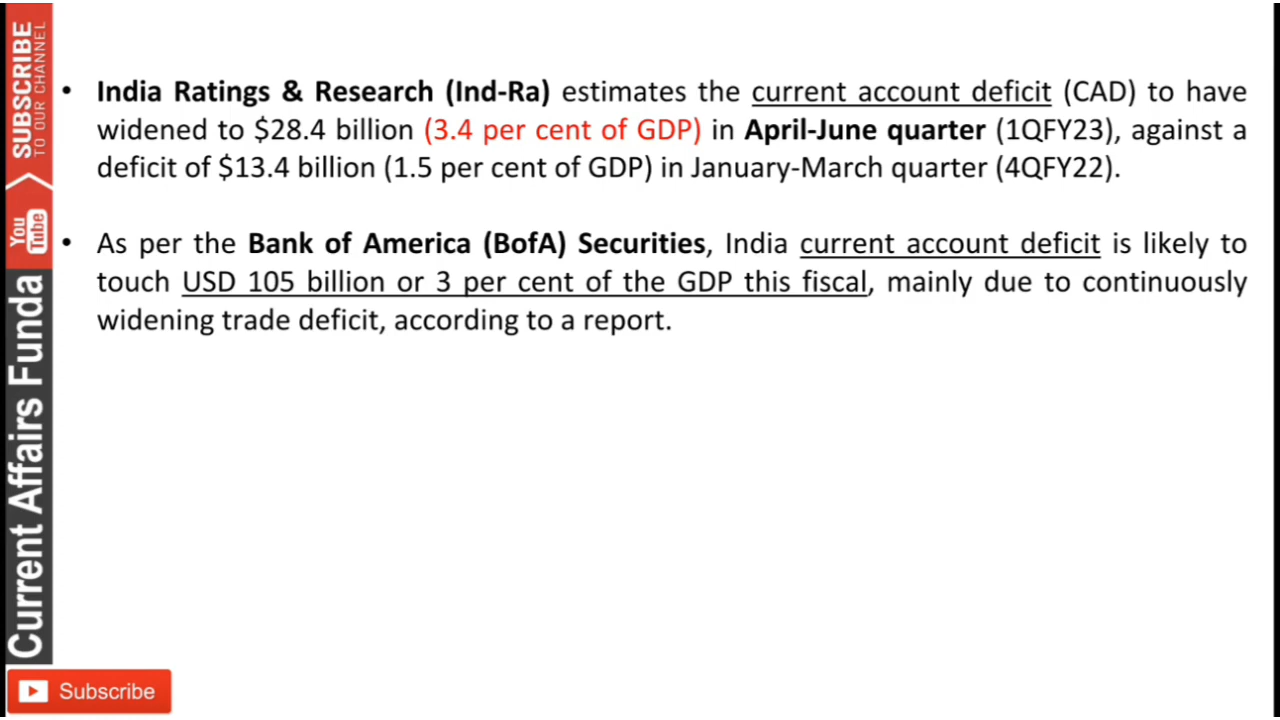 SUBSCRIBE
TO OUR CHANNEL
You
Tube
Current Affairs Funda
• India Ratings & Research (Ind-Ra) estimates the current account deficit (CAD) to have
widened to $28.4 billion (3.4 per cent of GDP) in April-June quarter (1QFY23), against a
deficit of $13.4 billion (1.5 per cent of GDP) in January-March quarter (4QFY22).
• As per the Bank of America (BofA) Securities, India current account deficit is likely to
touch USD 105 billion or 3 per cent of the GDP this fiscal, mainly due to continuously
widening trade deficit, according to a report.
Subscribe